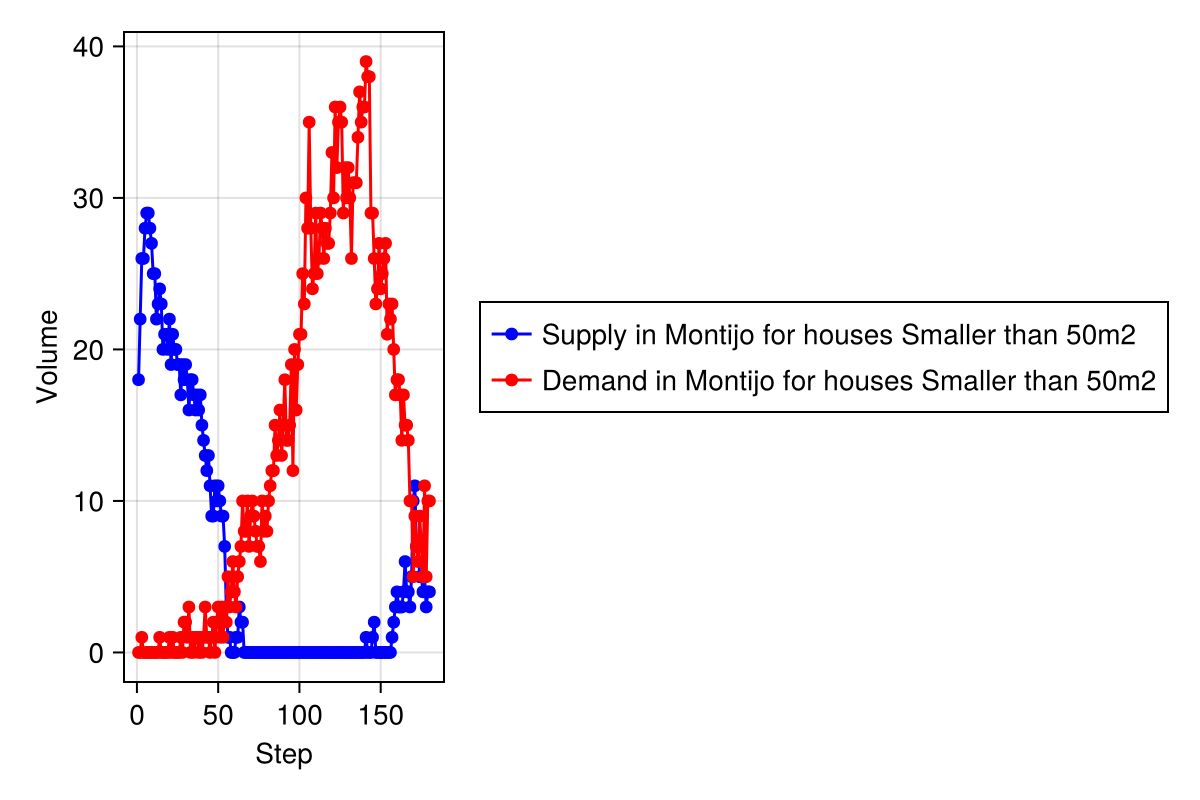 40
30
20
10
0
Volume
0 50 100 150
Step
Supply in Montijo for houses Smaller than 50m2
Demand in Montijo for houses Smaller than 50m2